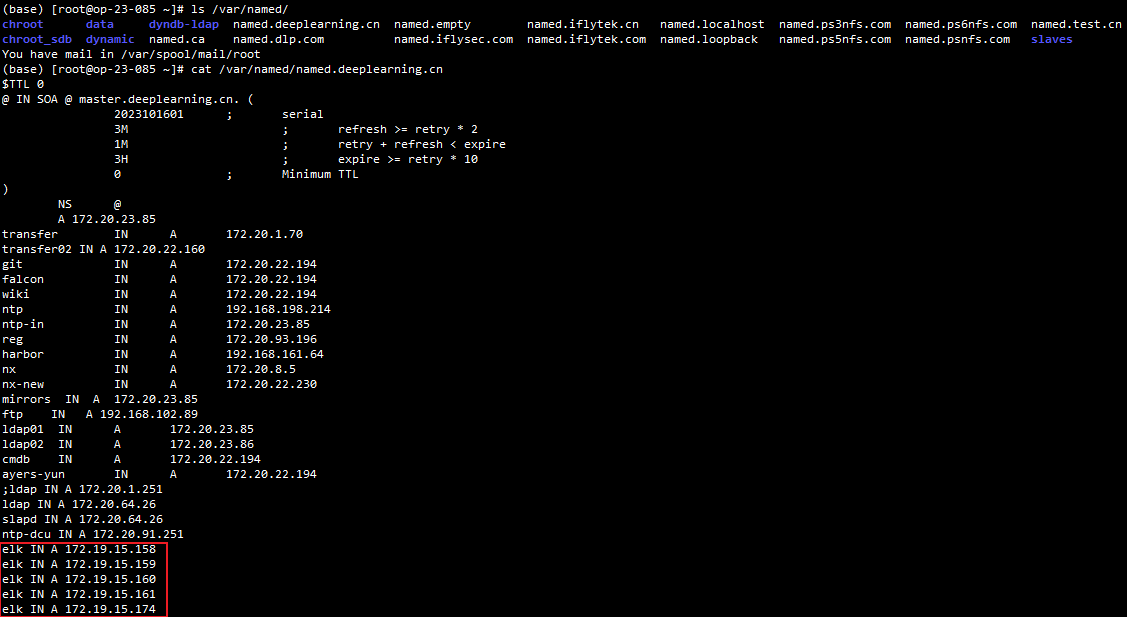 (base) [root@op-23-085 ~]# ls /var/named/
chroot data dyndb-ldap named.deeplearning.cn named.empty named.iflytek.cn named.localhost named.ps3nfs.com named.ps6nfs.com named.test.cn
chroot_sdb dynamic named.ca named.dlp.com named.iflysec.com named.iflytek.com named.loopback named.ps5nfs.com named.psnfs.com slaves
You have mail in /var/spool/mail/root
(base) [root@op-23-085 ~]# cat /var/named/named.deeplearning.cn
$TTL 0
@ IN SOA @ master.deeplearning.cn. (
2023101601 ; serial
3M ; refresh >= retry * 2
1M ; retry + refresh < expire
3H ; expire >= retry * 10
0 ; Minimum TTL
)
NS @
A 172.20.23.85
transfer IN A 172.20.1.70
transfer02 IN A 172.20.22.160
git IN A 172.20.22.194
falcon IN A 172.20.22.194
wiki IN A 172.20.22.194
ntp IN A 192.168.198.214
ntp-in IN A 172.20.23.85
reg IN A 172.20.93.196
harbor IN A 192.168.161.64
nx IN A 172.20.8.5
nx-new IN A 172.20.22.230
mirrors IN A 172.20.23.85
ftp IN A 192.168.102.89
ldap01 IN A 172.20.23.85
ldap02 IN A 172.20.23.86
cmdb IN A 172.20.22.194
ayers-yun IN A 172.20.22.194
;ldap IN A 172.20.1.251
ldap IN A 172.20.64.26
slapd IN A 172.20.64.26
ntp-dcu IN A 172.20.91.251
elk IN A 172.19.15.158
elk IN A 172.19.15.159
elk IN A 172.19.15.160
elk IN A 172.19.15.161
elk IN A 172.19.15.174